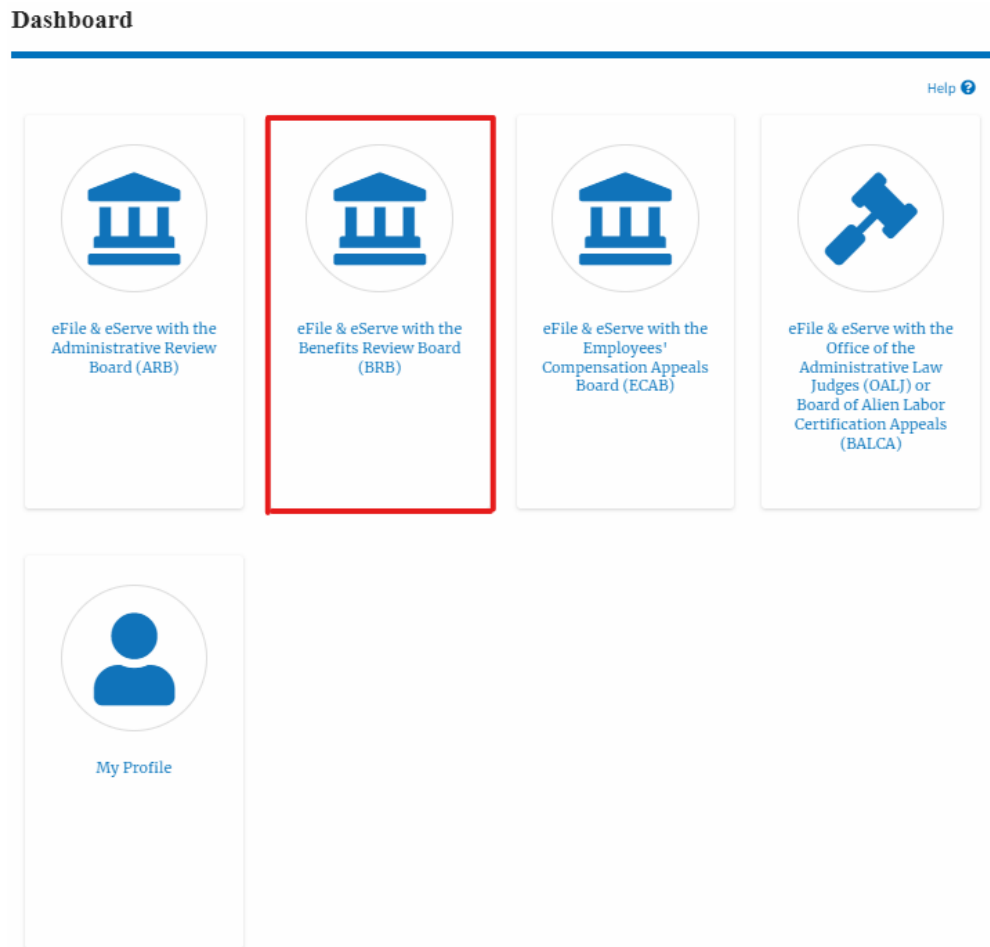 Dashboard
Help
eFile & eServe with the
Administrative Review
Board (ARB)
eFile & eServe with the
Benefits Review Board
(BRB)
eFile & eServe with the
Employees'
Compensation Appeals
Board (ECAB)
eFile & eServe with the
Office of the
Administrative Law
Judges (OALJ) or
Board of Alien Labor
Certification Appeals
(BALCA)
My Profile